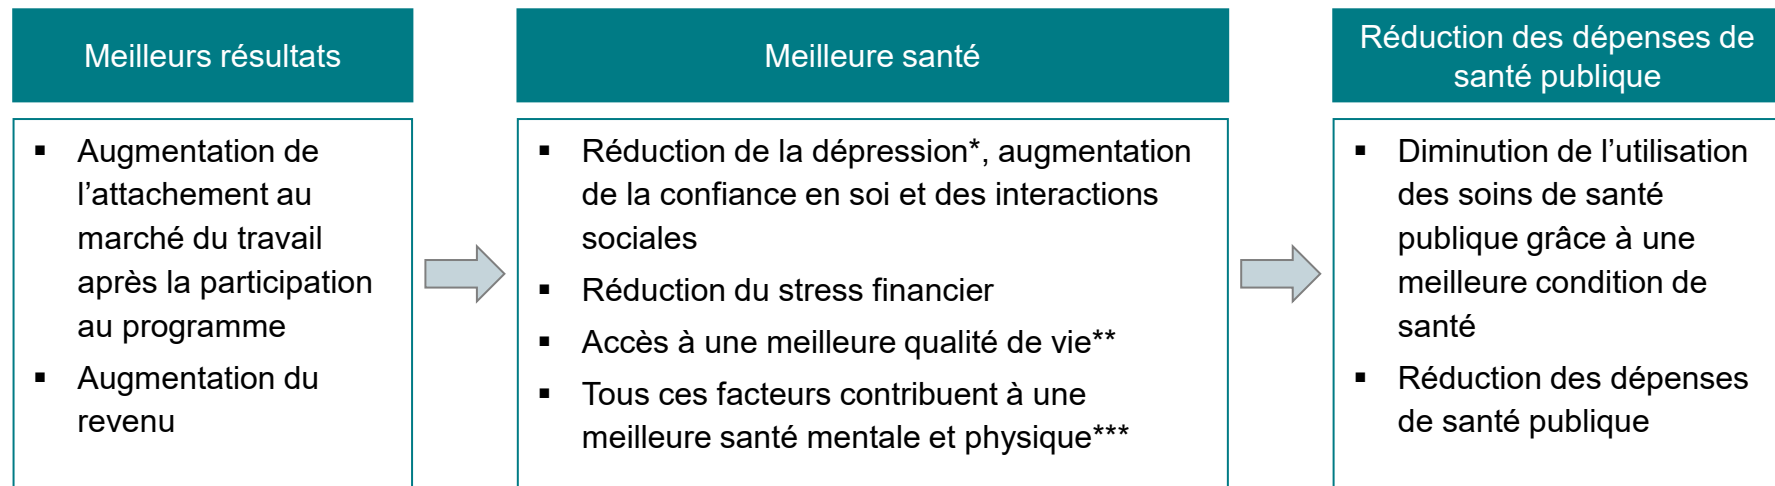 Meilleurs résultats
▪ Augmentation de
l’attachement au
marché du travail
après la participation
au programme
▪ Augmentation du
revenu
Meilleure santé
▪ Réduction de la dépression*, augmentation
de la confiance en soi et des interactions
sociales
▪ Réduction du stress financier
▪ Accès à une meilleure qualité de vie**
▪ Tous ces facteurs contribuent à une
meilleure santé mentale et physique***
Réduction des dépenses de
santé publique
▪ Diminution de l’utilisation
des soins de santé
publique grâce à une
meilleure condition de
santé
▪ Réduction des dépenses
de santé publique